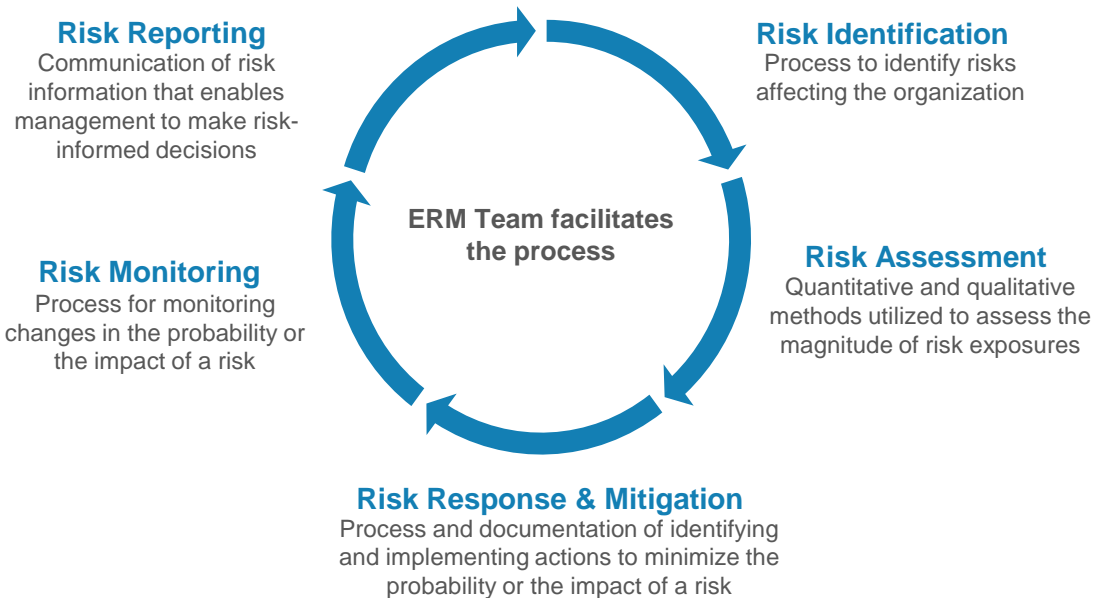 Risk Reporting
Communication of risk
information that enables
management to make risk-
informed decisions
Risk Identification
Process to identify risks
affecting the organization
ERM Team facilitates
the process
Risk Monitoring
Process for monitoring
changes in the probability or
the impact of a risk
Risk Assessment
Quantitative and qualitative
methods utilized to assess the
magnitude of risk exposures
Risk Response & Mitigation
Process and documentation of identifying
and implementing actions to minimize the
probability or the impact of a risk